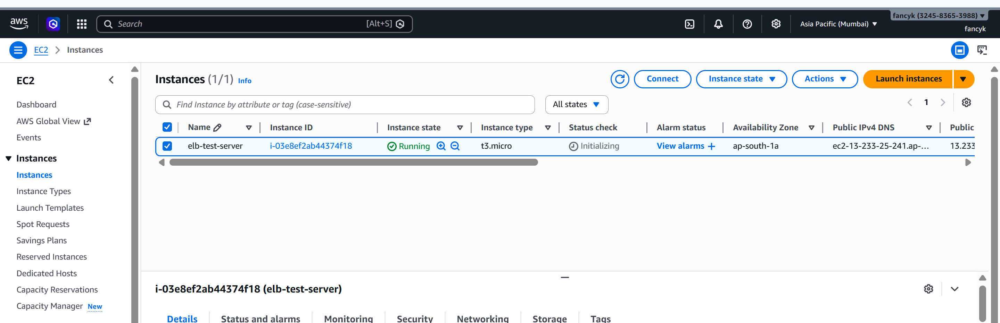 aws
Search [Alt+S]
Asia Pacific (Mumbai)
fancyk (3245-8365-3988)
fancyk
EC2 Instances
EC2
Dashboard
AWS Global View
Events
Instances
Instances
Instance Types
Launch Templates
Spot Requests
Savings Plans
Reserved Instances
Dedicated Hosts
Capacity Reservations
Capacity Manager New
Instances (1/1) Info
Connect Instance state Actions Launch instances
Find Instance by attribute or tag (case-sensitive) All states 1
Name Instance ID Instance state Instance type Status check Alarm status Availability Zone Public IPv4 DNS Public
elb-test-server i-03e8ef2ab44374f18 Running t3.micro Initializing View alarms + ap-south-1a ec2-13-233-25-241.ap-... 13.233
i-03e8ef2ab44374f18 (elb-test-server)
Details Status and alarms Monitoring Security Networking Storage Tags